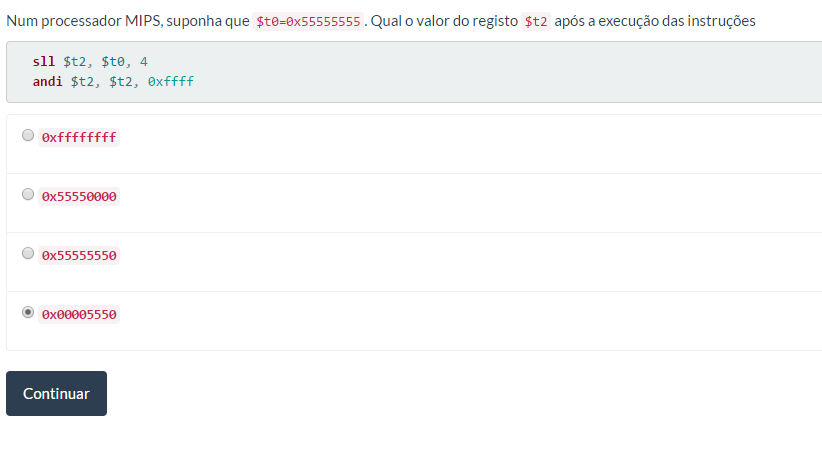 Num processador MIPS, suponha que $t0=0x55555555. Qual o valor do registo $t2 após a execução das instruções
sll $t2, $t0, 4
andi $t2, $t2, 0xffff
0xffffffff
0x55550000
0x55555550
0x00005550
Continuar